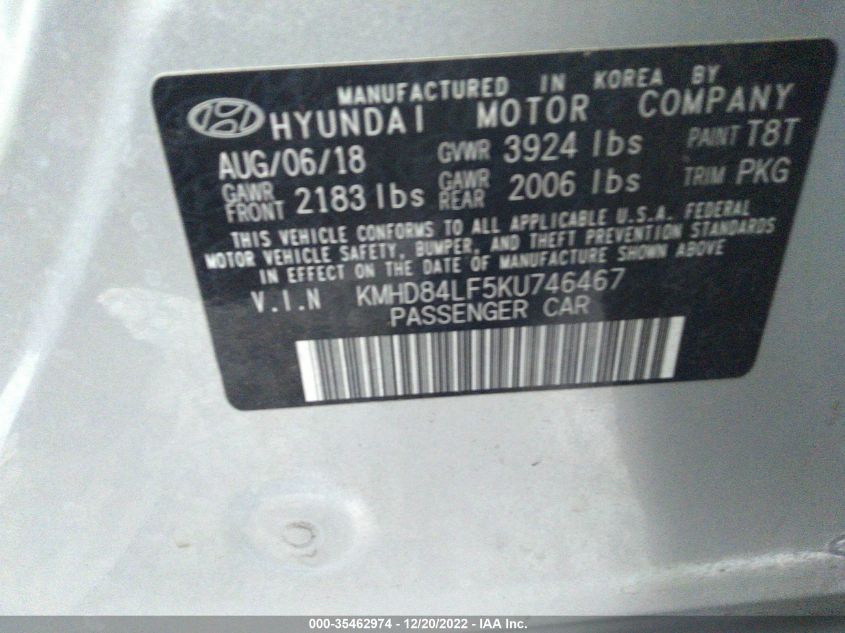 MANUFACTURED IN KOREA BY
HYUNDAI MOTOR COMPANY
AUG/06/18 GVWR 3924 lbs PAINT T8T
GAWR FRONT 2183 lbs GAWR REAR 2006 lbs TRIM PKG
THIS VEHICLE CONFORMS TO ALL APPLICABLE U.S.A. FEDERAL
MOTOR VEHICLE SAFETY, BUMPER, AND THEFT PREVENTION STANDARDS
IN EFFECT ON THE DATE OF MANUFACTURE SHOWN ABOVE
V.I.N KMHD84LF5KU746467
PASSENGER CAR
000-35462974 - 12/20/2022 - IAA Inc.